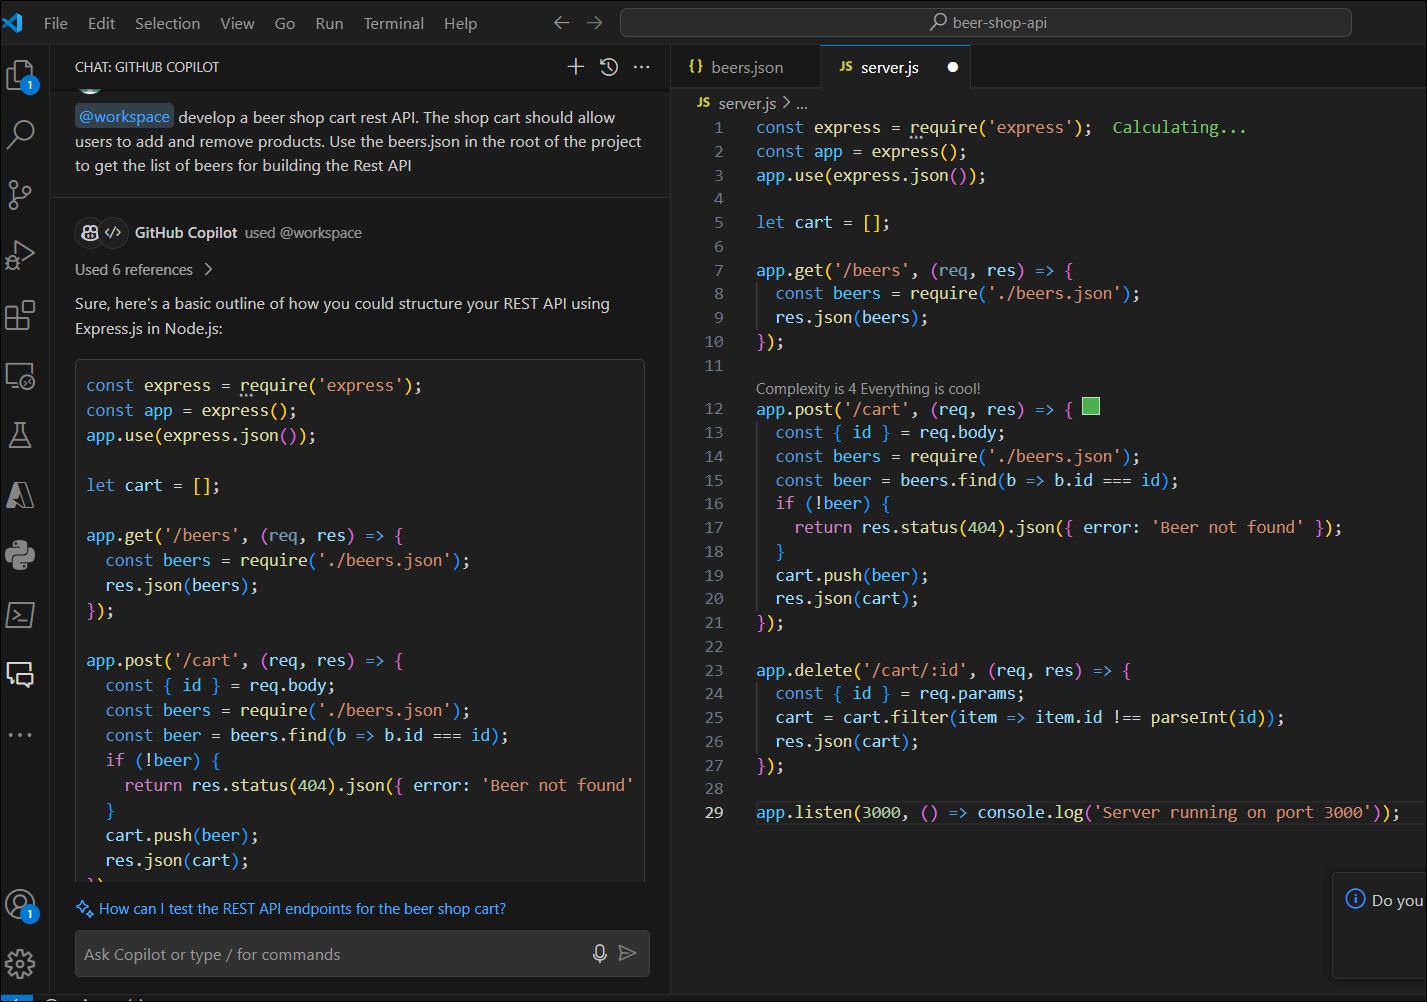 File Edit Selection View Go Run Terminal Help
beer-shop-api
CHAT: GITHUB COPILOT
@workspace develop a beer shop cart rest API. The shop cart should allow
users to add and remove products. Use the beers.json in the root of the project
to get the list of beers for building the Rest API
GitHub Copilot used @workspace
Used 6 references
Sure, here's a basic outline of how you could structure your REST API using
Express.js in Node.js:
const express = require('express');
const app = express();
app.use(express.json());
let cart = [];
app.get('/beers', (req, res) => {
const beers = require('./beers.json');
res.json(beers);
});
app.post('/cart', (req, res) => {
const { id } = req.body;
const beers = require('./beers.json');
const beer = beers.find(b => b.id === id);
if (!beer) {
return res.status(404).json({ error: 'Beer not found'
}
cart.push(beer);
res.json(cart);
})
How can I test the REST API endpoints for the beer shop cart?
Ask Copilot or type / for commands
1
1
{} beers.json
JS server.js
JS server.js > ...
1 const express = require('express'); Calculating...
2 const app = express();
3 app.use(express.json());
4
5 let cart = [];
6
7 app.get('/beers', (req, res) => {
8 const beers = require('./beers.json');
9 res.json(beers);
10 });
11
Complexity is 4 Everything is cool!
12 app.post('/cart', (req, res) => {
13 const { id } = req.body;
14 const beers = require('./beers.json');
15 const beer = beers.find(b => b.id === id);
16 if (!beer) {
17 return res.status(404).json({ error: 'Beer not found' });
18 }
19 cart.push(beer);
20 res.json(cart);
21 });
22
23 app.delete('/cart/:id', (req, res) => {
24 const { id } = req.params;
25 cart = cart.filter(item => item.id !== parseInt(id));
26 res.json(cart);
27 });
28
29 app.listen(3000, () => console.log('Server running on port 3000'));
Do you